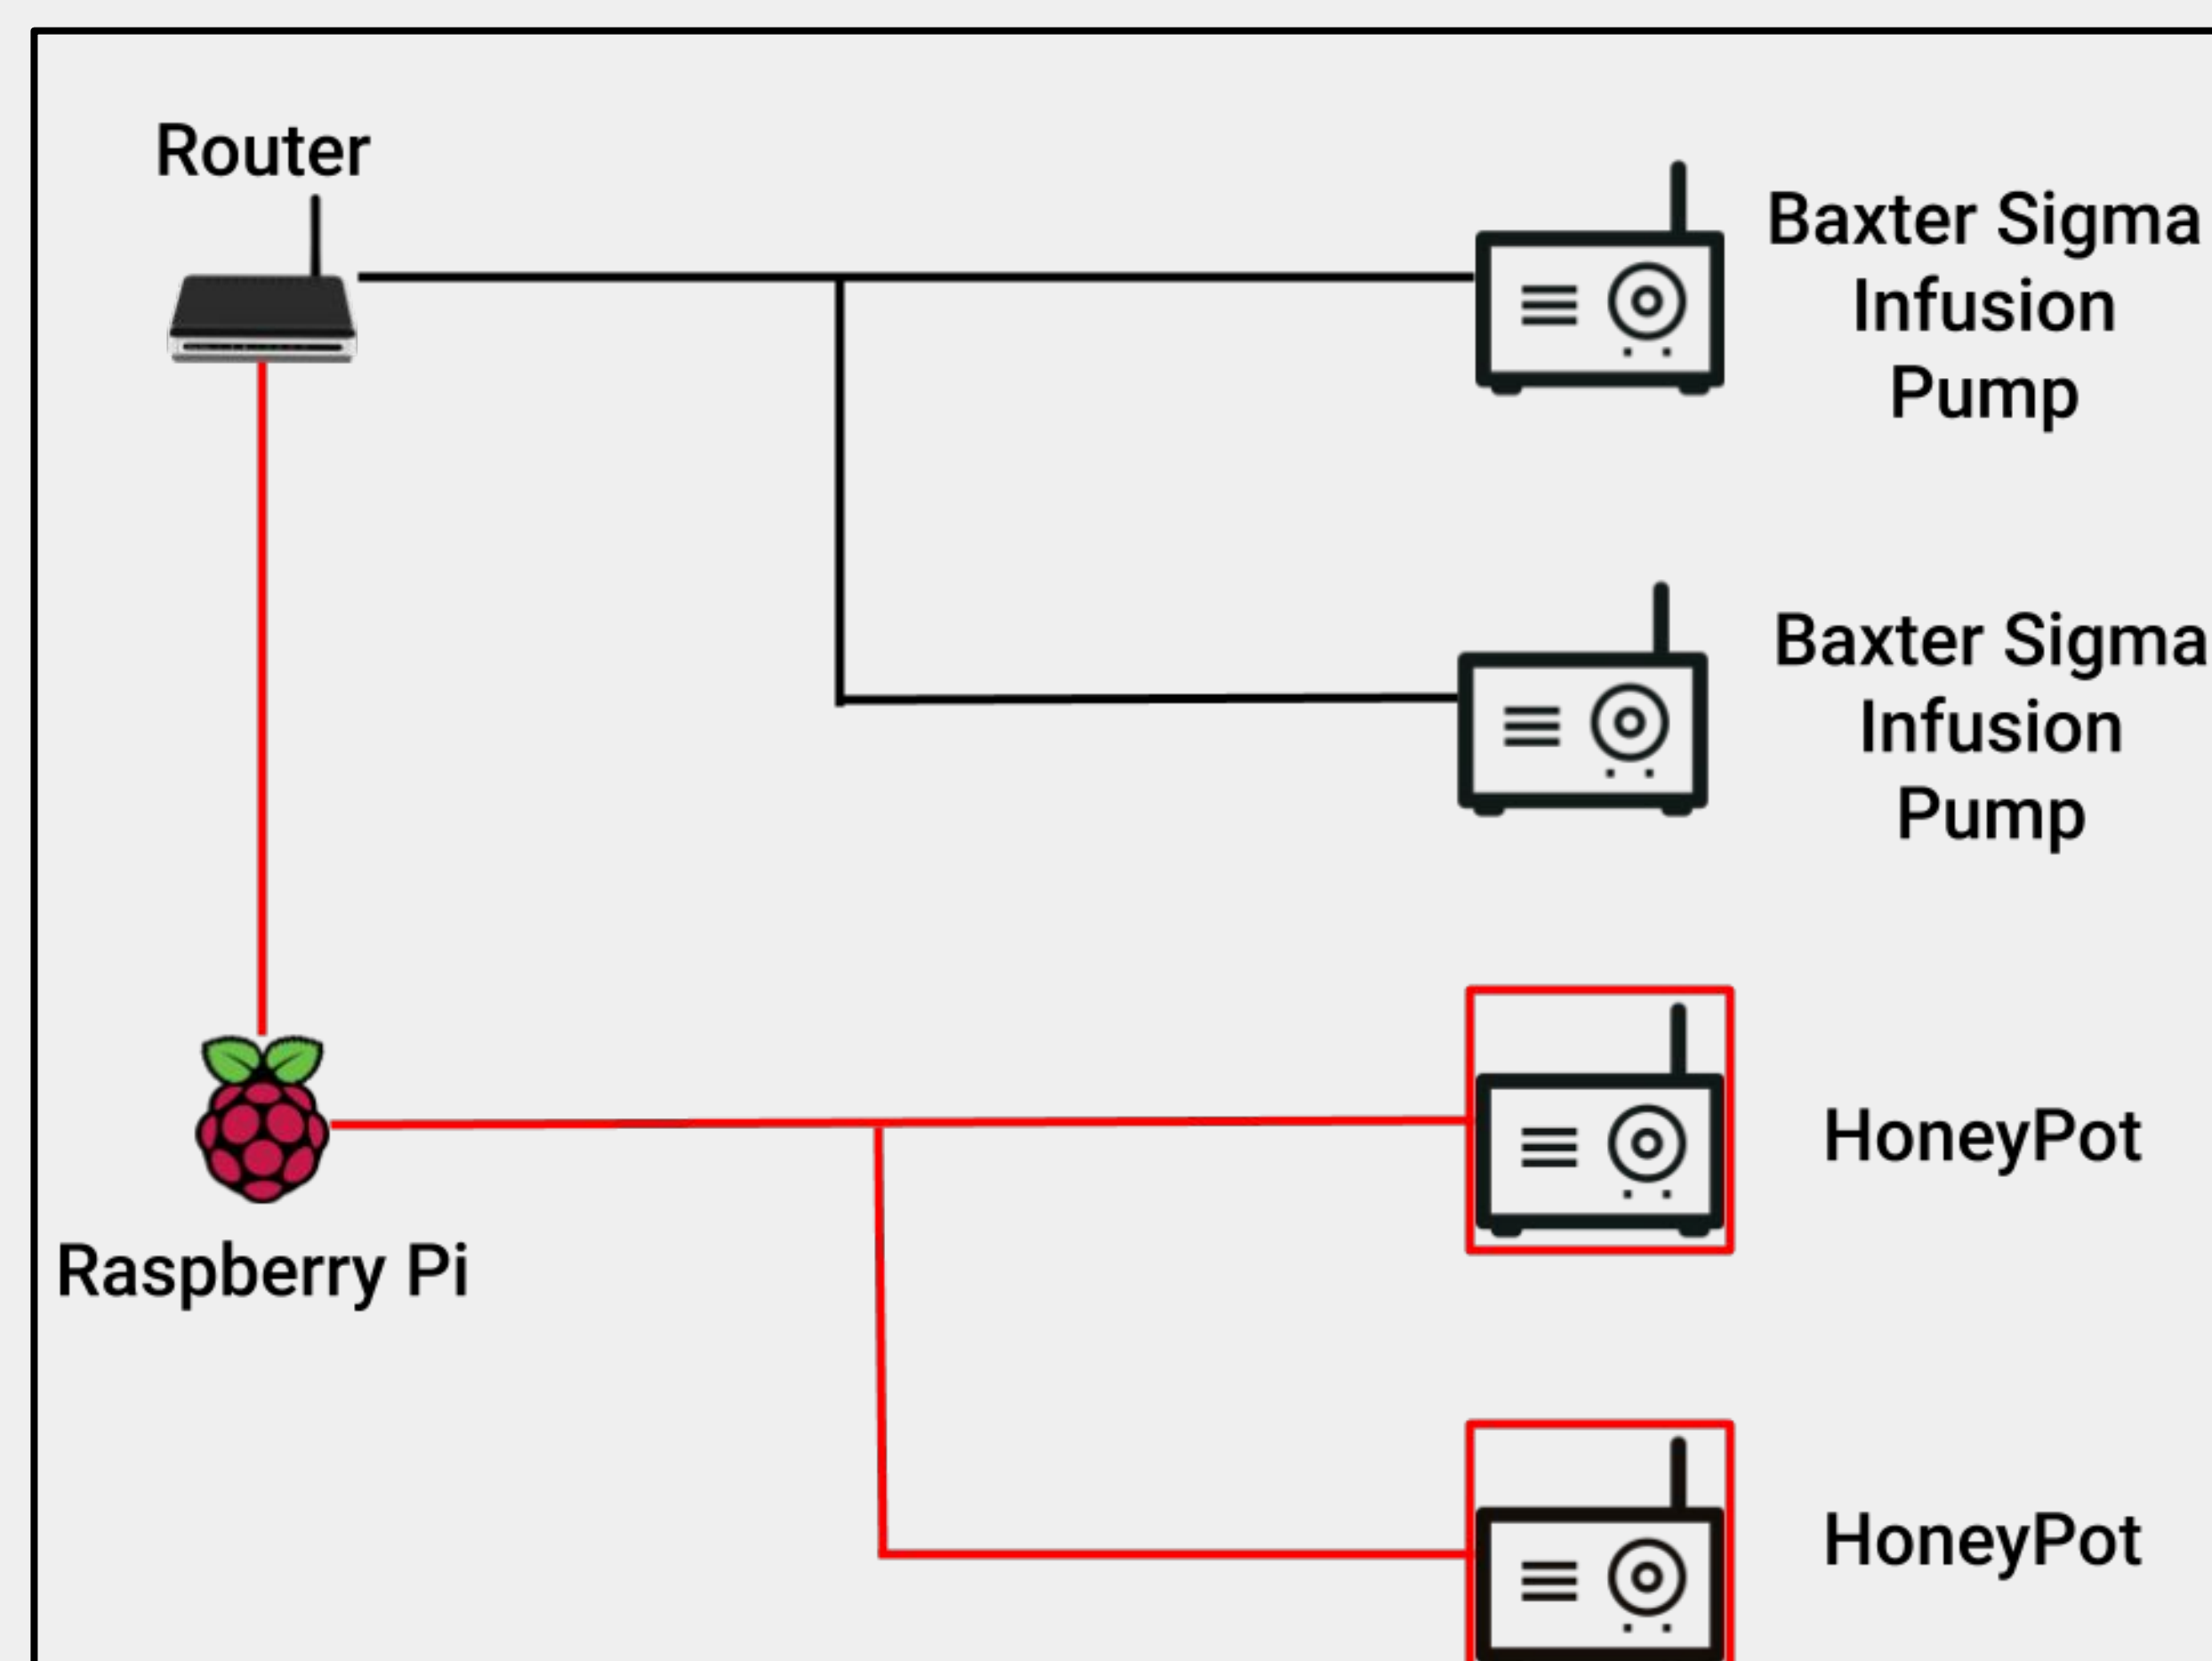 Router
Baxter Sigma
Infusion
Pump
Baxter Sigma
Infusion
Pump
HoneyPot
Raspberry Pi
HoneyPot